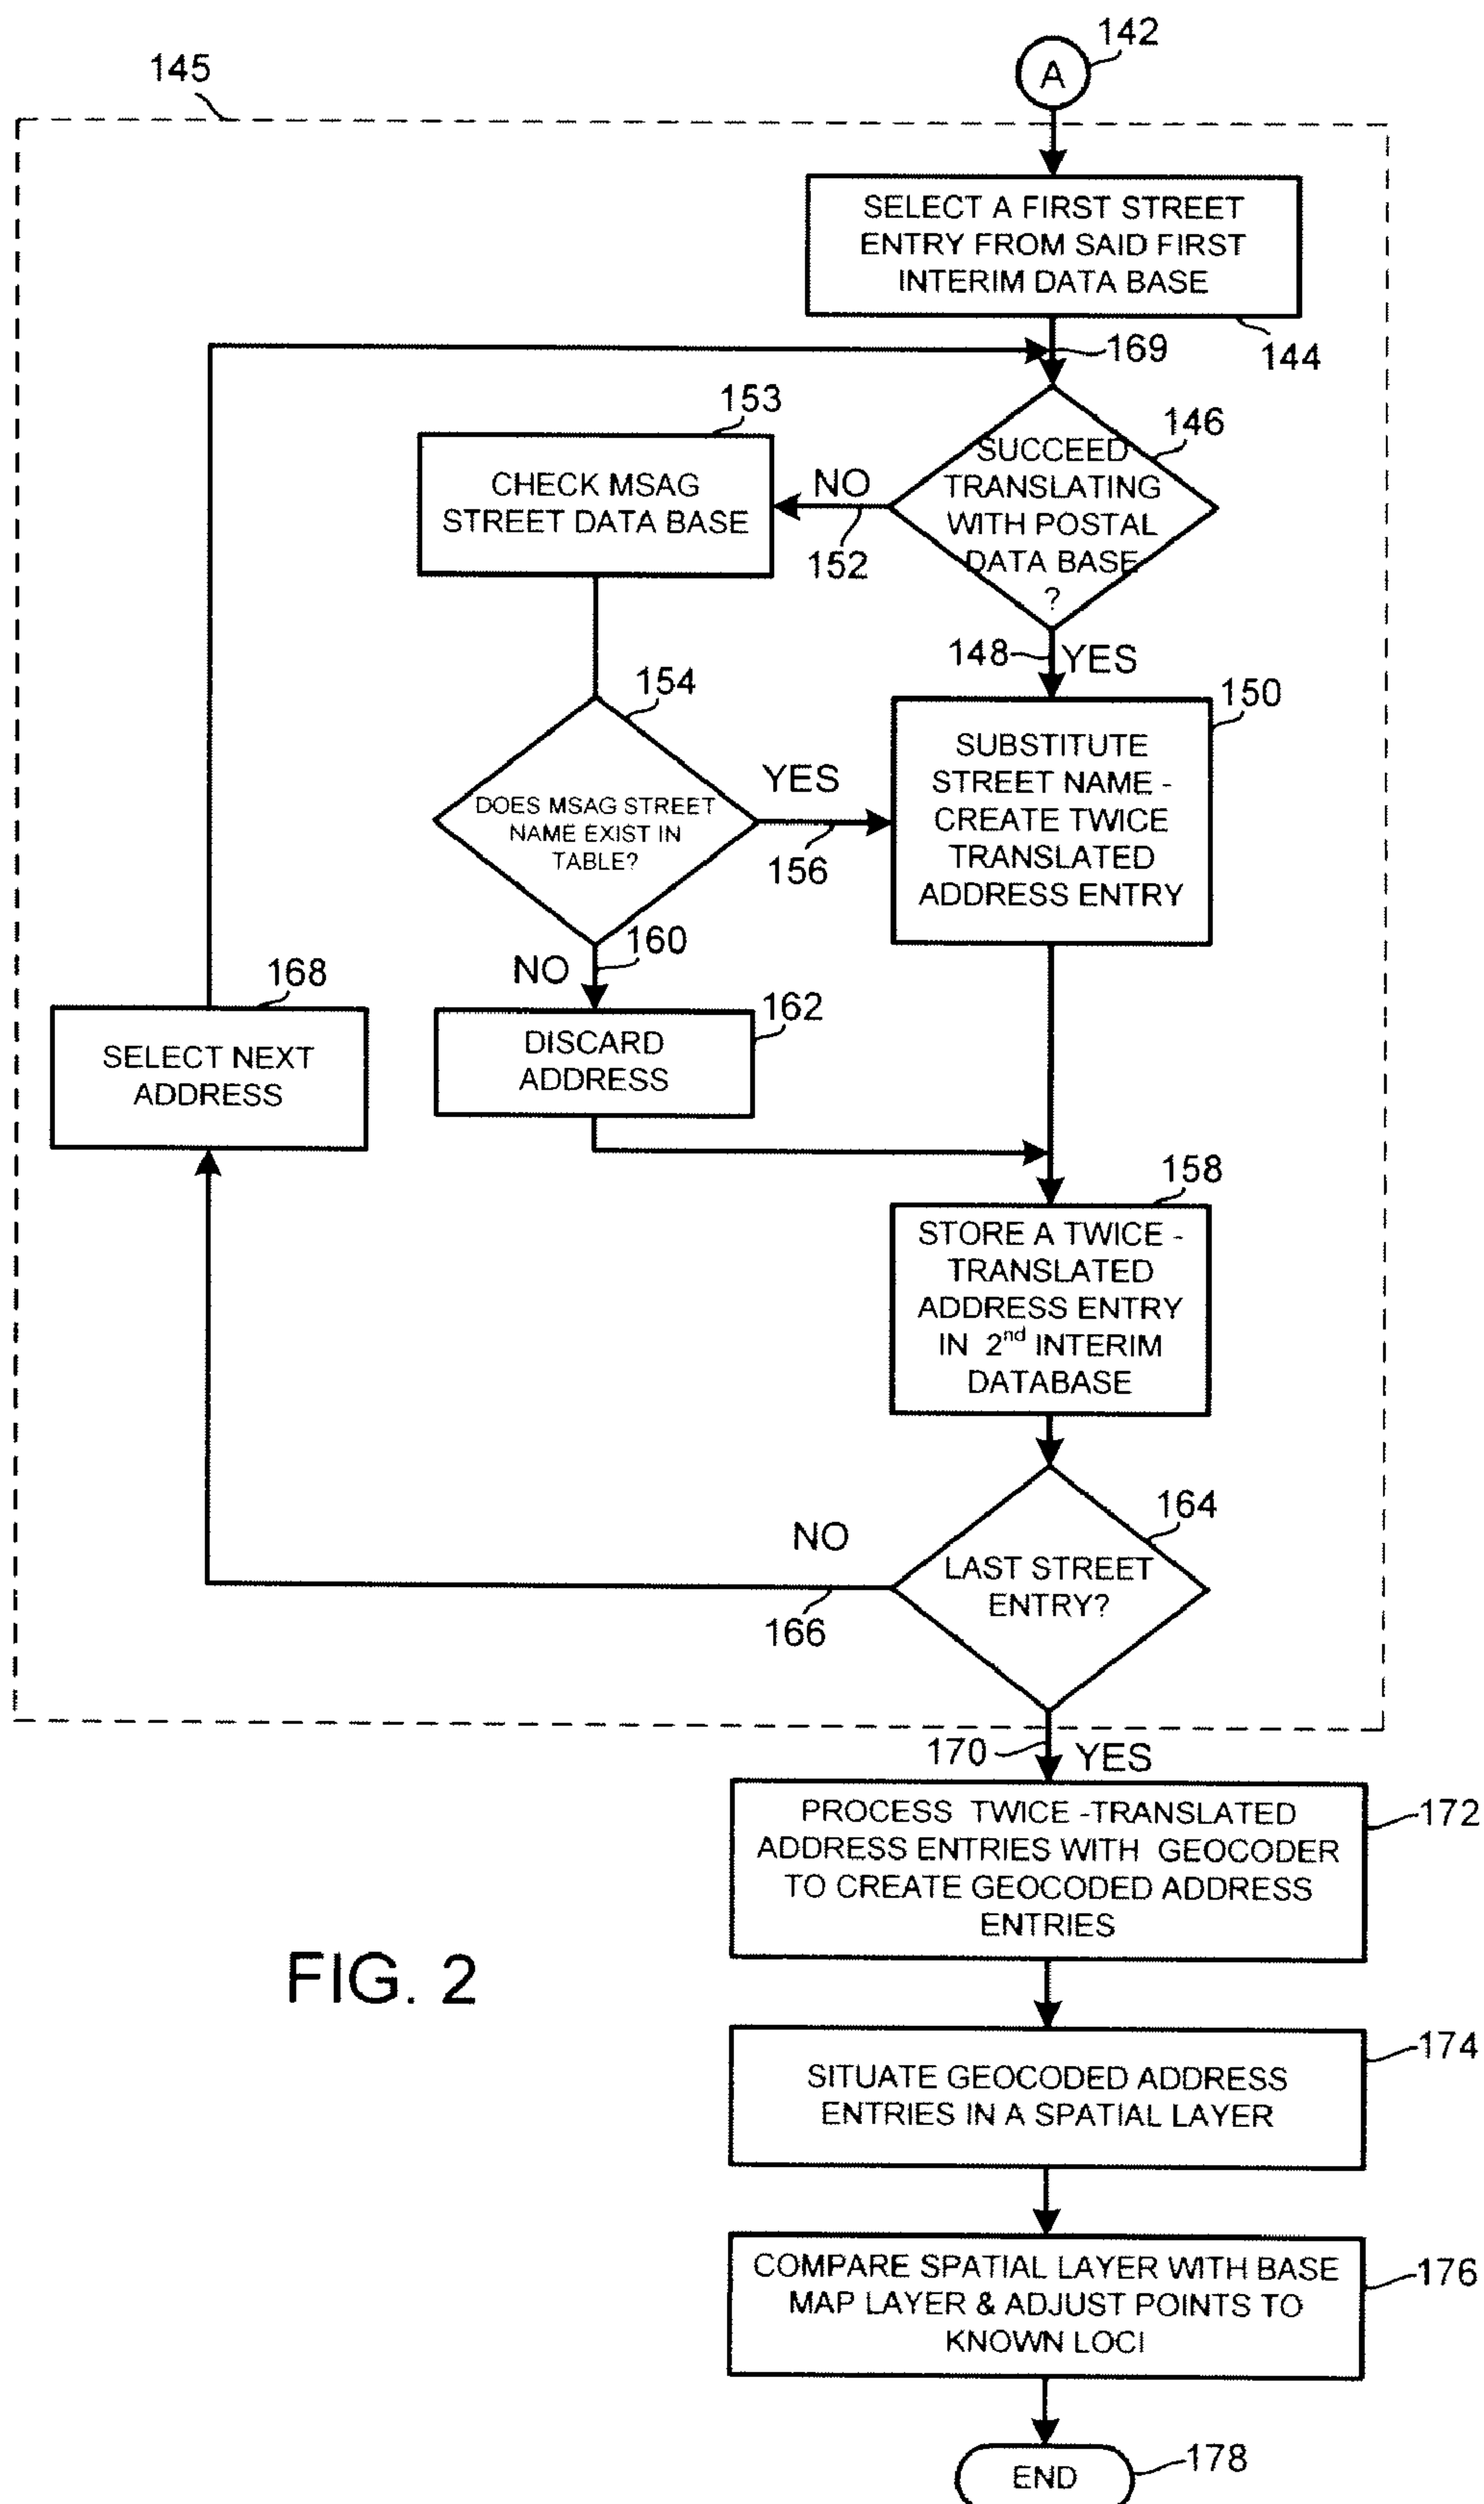 142
A
145
SELECT A FIRST STREET
ENTRY FROM SAID FIRST
INTERIM DATA BASE
144
169
153
CHECK MSAG
STREET DATA BASE
NO
152
146
SUCCEED
TRANSLATING
WITH POSTAL
DATA BASE
?
148
YES
154
DOES MSAG STREET
NAME EXIST IN
TABLE?
YES
156
150
SUBSTITUTE
STREET NAME -
CREATE TWICE
TRANSLATED
ADDRESS ENTRY
NO
160
168
SELECT NEXT
ADDRESS
162
DISCARD
ADDRESS
158
STORE A TWICE -
TRANSLATED
ADDRESS ENTRY
IN 2nd INTERIM
DATABASE
164
LAST STREET
ENTRY?
NO
166
170
YES
PROCESS TWICE -TRANSLATED
ADDRESS ENTRIES WITH GEOCODER
TO CREATE GEOCODED ADDRESS
ENTRIES
172
FIG. 2
SITUATE GEOCODED ADDRESS
ENTRIES IN A SPATIAL LAYER
174
COMPARE SPATIAL LAYER WITH BASE
MAP LAYER & ADJUST POINTS TO
KNOWN LOCI
176
END
178